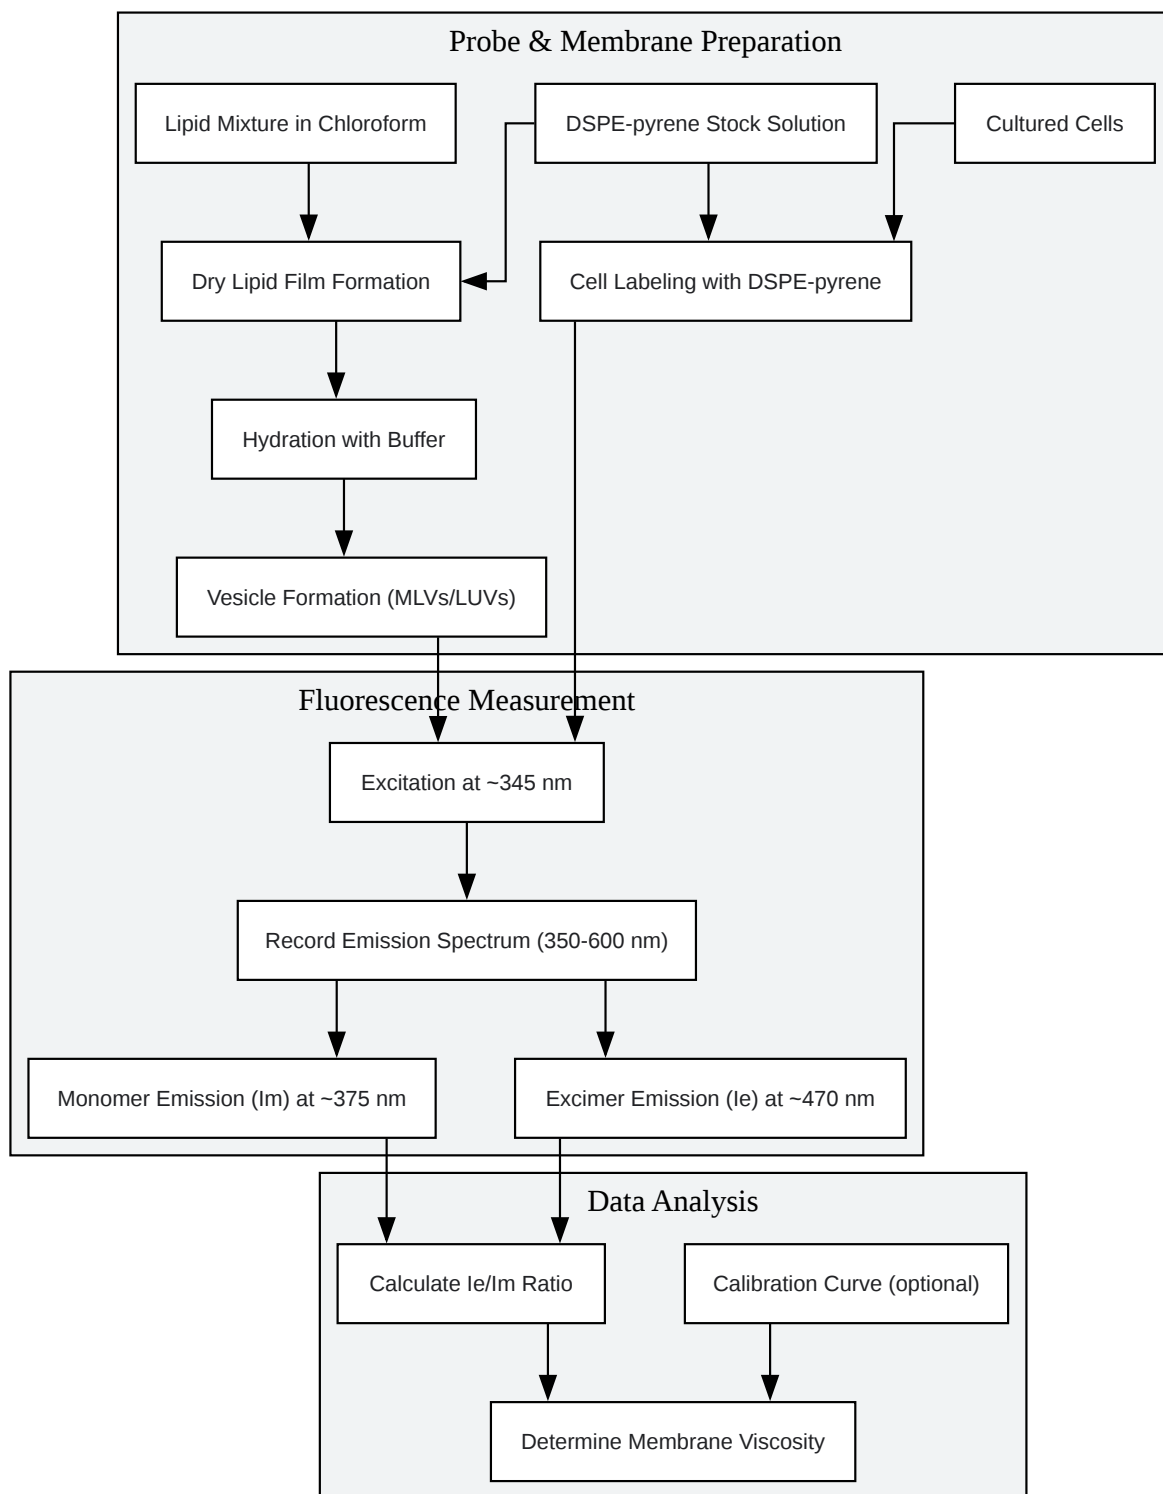 Probe & Membrane Preparation
Lipid Mixture in Chloroform
DSPE-pyrene Stock Solution
Cultured Cells
Dry Lipid Film Formation
Cell Labeling with DSPE-pyrene
Hydration with Buffer
Vesicle Formation (MLVs/LUVs)
Fluorescence Measurement
Excitation at ~345 nm
Record Emission Spectrum (350-600 nm)
Monomer Emission (Im) at ~375 nm
Excimer Emission (Ie) at ~470 nm
Data Analysis
Calculate Ie/Im Ratio
Calibration Curve (optional)
Determine Membrane Viscosity